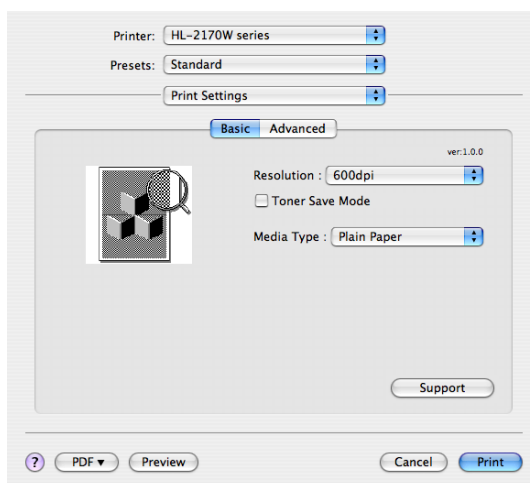 Printer: HL-2170W series
Presets: Standard
Print Settings
Basic Advanced
ver:1.0.0
Resolution : 600dpi
Toner Save Mode
Media Type : Plain Paper
Support
? PDF▼ Preview Cancel Print